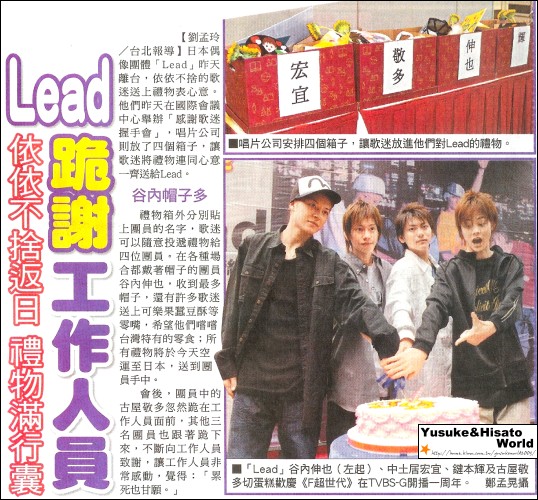 Lead
跪謝
工作人員
依依不捨返日 禮物滿行囊
【劉孟玲
／台北報導】日本偶
像團體「Lead」昨天
離台，依依不捨的歌
迷送上禮物表心意。
他們昨天在國際會議
中心舉辦「感謝歌迷
握手會」，唱片公司
則放了四個箱子，讓
歌迷將禮物連同心意
一齊送給Lead。
谷內帽子多
禮物箱外分別貼
上團員的名字，歌迷
可以隨意投遞禮物給
四位團員。在各種場
合都戴著帽子的團員
谷內伸也，收到最多
帽子，還有許多歌迷
送上可樂果蠶豆酥等
零嘴，希望他們嚐嚐
台灣特有的零食；所
有禮物將於今天空
運至日本，送到團
員手中。
會後，團員中的
古屋敬多忽然跪在工
作人員面前，其他三
名團員也跟著跪下
來，不斷向工作人員
致謝，讓工作人員非
常感動，覺得：「累
死也甘願。」
宏宜
敬多
伸也
輝
■唱片公司安排四個箱子，讓歌迷放進他們對Lead的禮物。
Yusuke&Hisato
World
■「Lead」谷內伸也（左起）、中土居宏宜、鍵本輝及古屋敬
多切蛋糕歡慶《F超世代》在TVBS-G開播一周年。 鄭孟晃攝